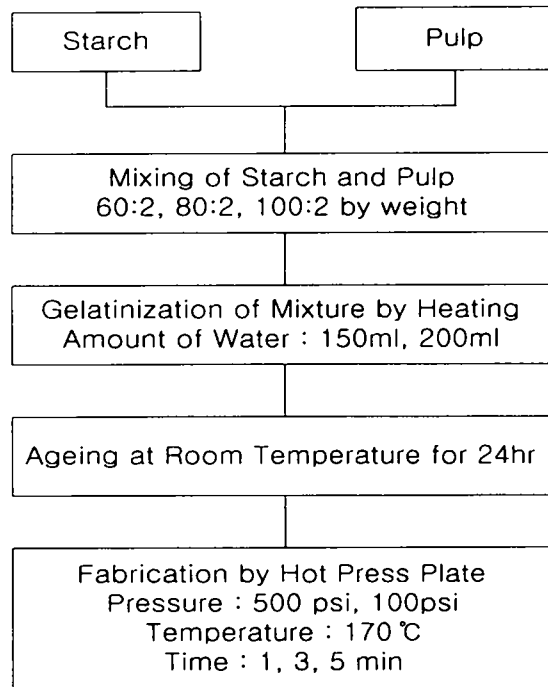 Starch
Pulp
Mixing of Starch and Pulp
60:2, 80:2, 100:2 by weight
Gelatinization of Mixture by Heating
Amount of Water : 150ml, 200ml
Ageing at Room Temperature for 24hr
Fabrication by Hot Press Plate
Pressure : 500 psi, 100psi
Temperature : 170℃
Time : 1, 3, 5 min